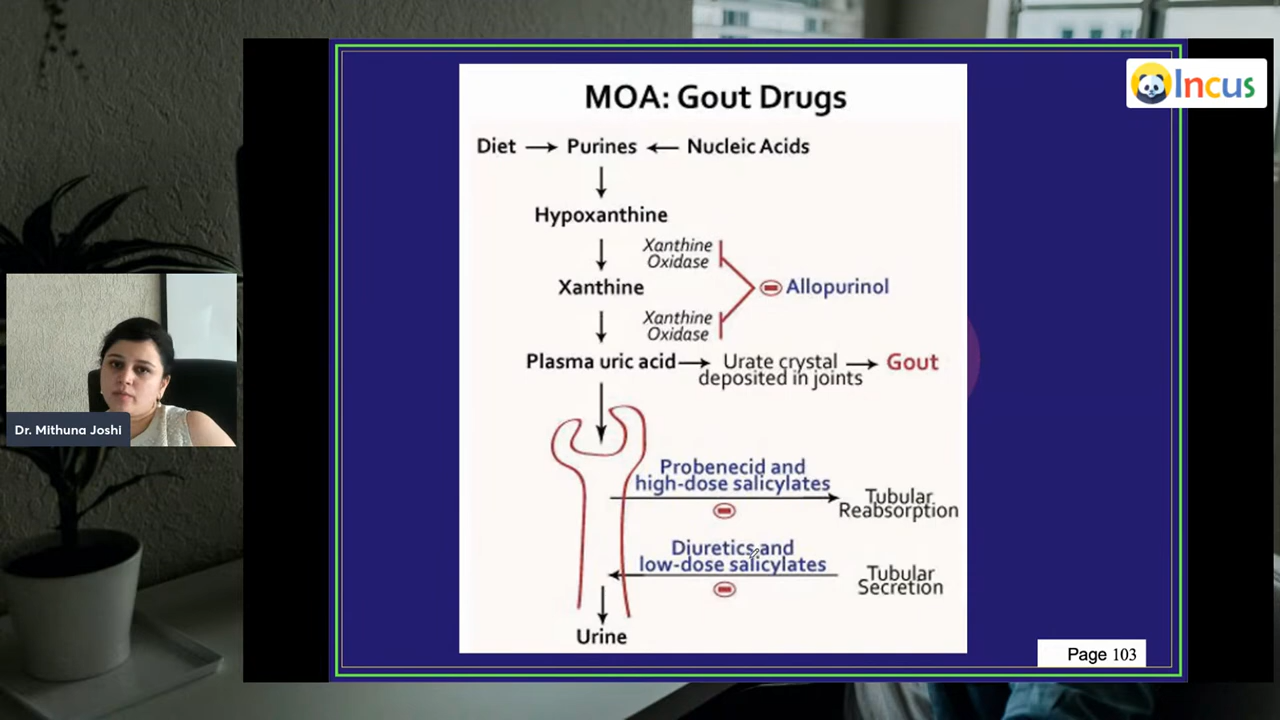 Incus
MOA: Gout Drugs
Diet → Purines ← Nucleic Acids
Hypoxanthine
Xanthine
Oxidase
Xanthine
Allopurinol
Xanthine
Oxidase
Plasma uric acid → Urate crystal → Gout
deposited in joints
Dr. Mithuna Joshi
Probenecid and
high-dose salicylates
Tubular
Reabsorption
Diuretics and
low-dose salicylates
Tubular
Secretion
Urine
Page 103